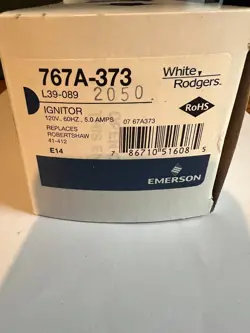 767A-373
White
Rodgers
L39-089 2050
RoHS
IGNITOR
120V., 60HZ., 5.0 AMPS 07 67A373
REPLACES
ROBERTSHAW
41-412
E14
7 86710 51608 5
EMERSON